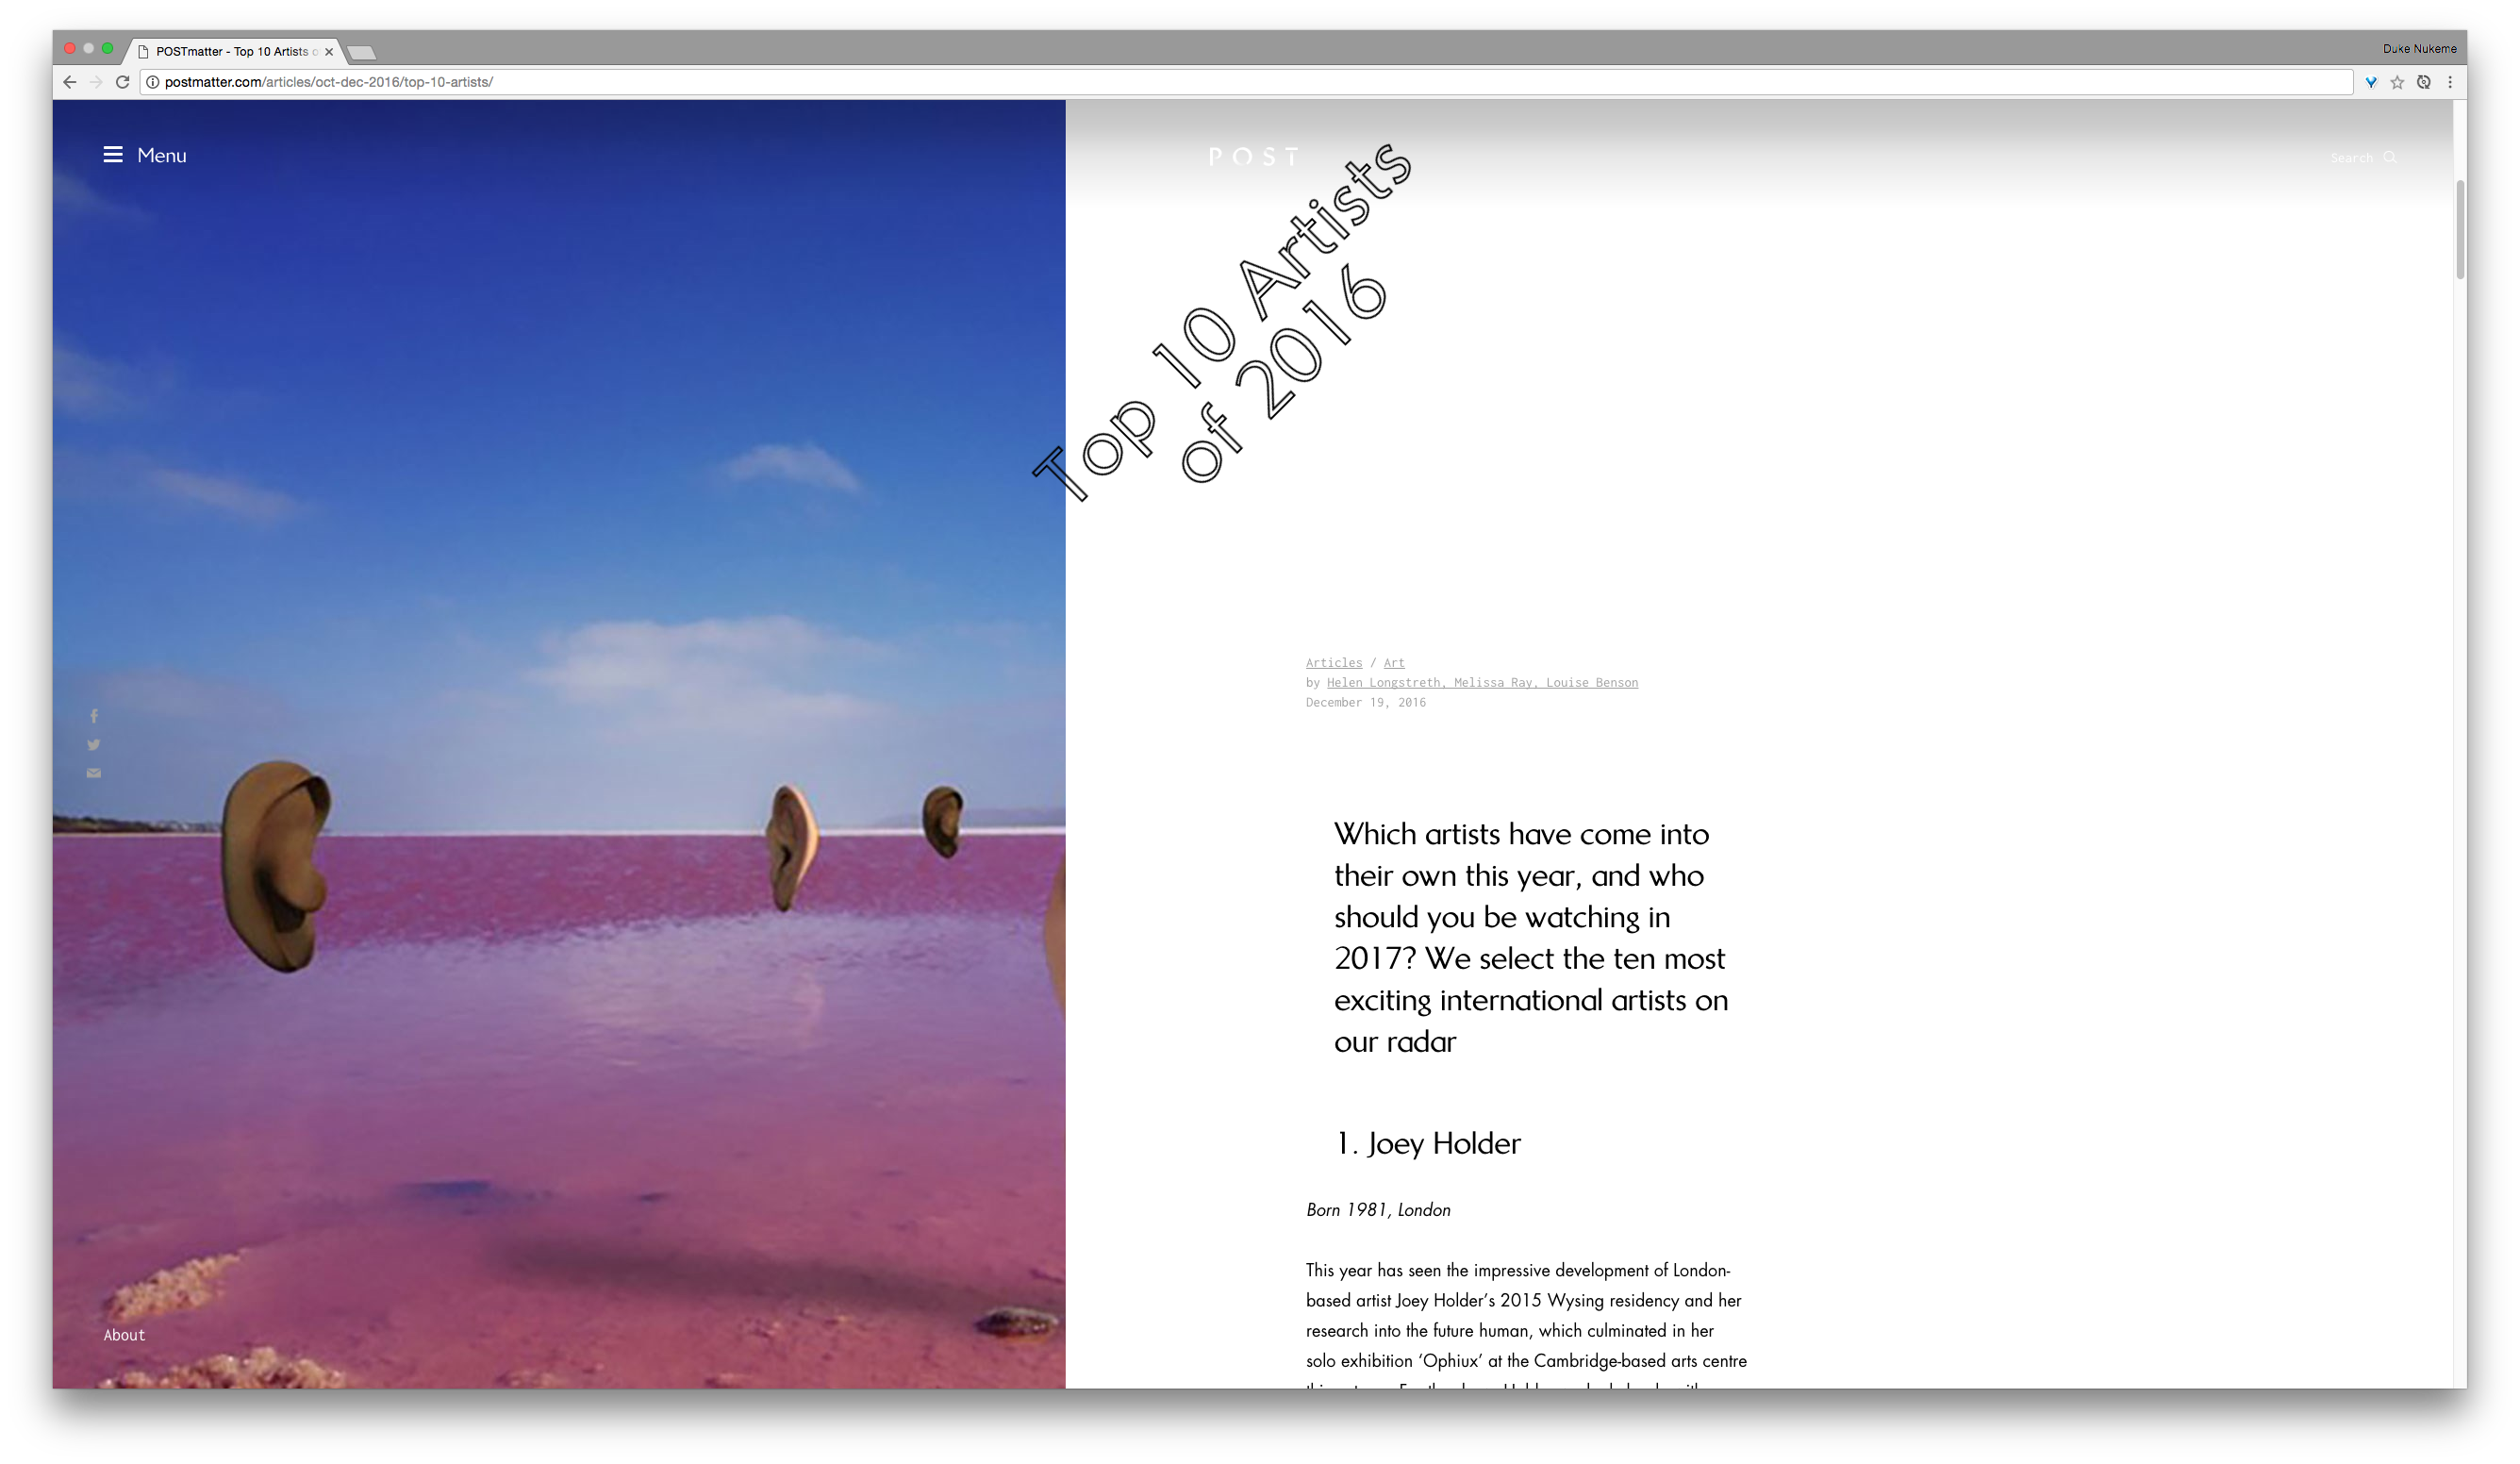 POSTmatter - Top 10 Artists o
Duke Nukeme
postmatter.com/articles/oct-dec-2016/top-10-artists/
Menu
POST
Search
Top 10 Artists
of 2016
Articles / Art
by Helen Longstreth, Melissa Ray, Louise Benson
December 19, 2016
Which artists have come into
their own this year, and who
should you be watching in
2017? We select the ten most
exciting international artists on
our radar
1. Joey Holder
Born 1981, London
This year has seen the impressive development of London-
based artist Joey Holder’s 2015 Wysing residency and her
research into the future human, which culminated in her
solo exhibition ‘Ophiux’ at the Cambridge-based arts centre
About